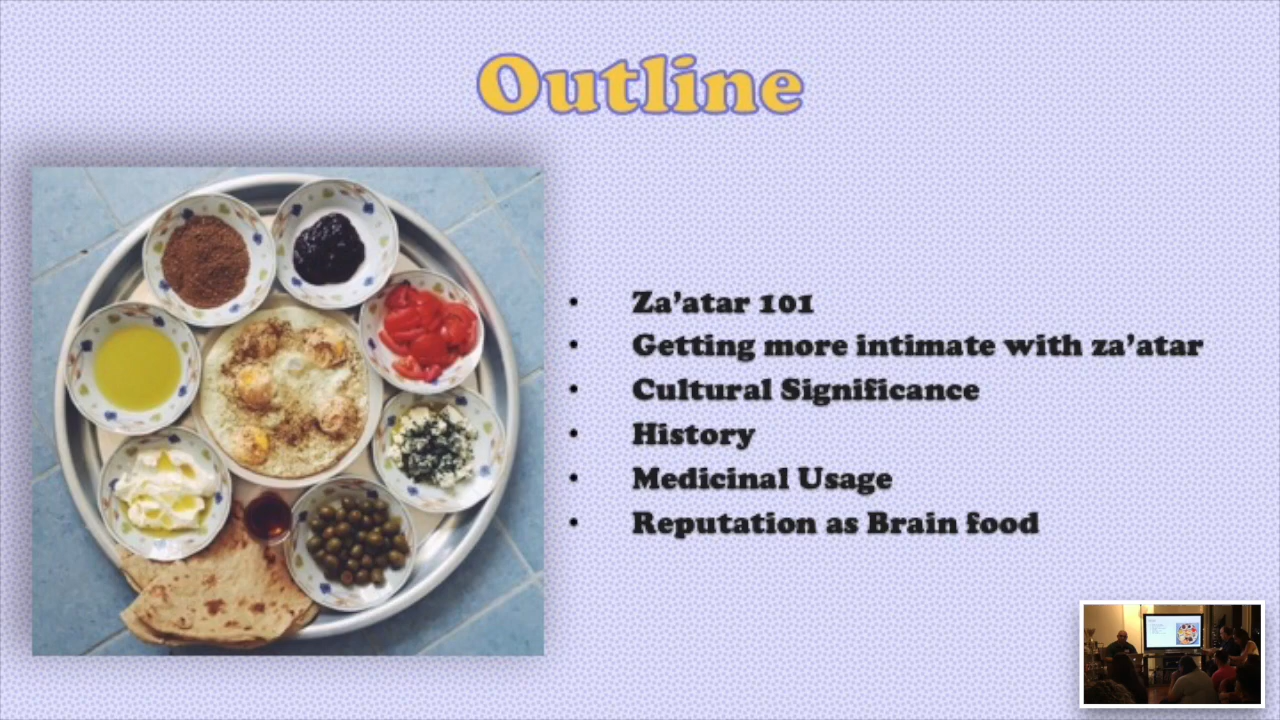 Outline
• Za’atar 101
• Getting more intimate with za’atar
• Cultural Significance
• History
• Medicinal Usage
• Reputation as Brain food